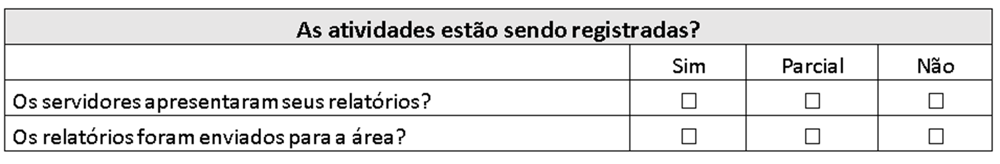 As atividades estão sendo registradas?
Sim Parcial Não
Os servidores apresentaram seus relatórios? ☐ ☐ ☐
Os relatórios foram enviados para a área? ☐ ☐ ☐